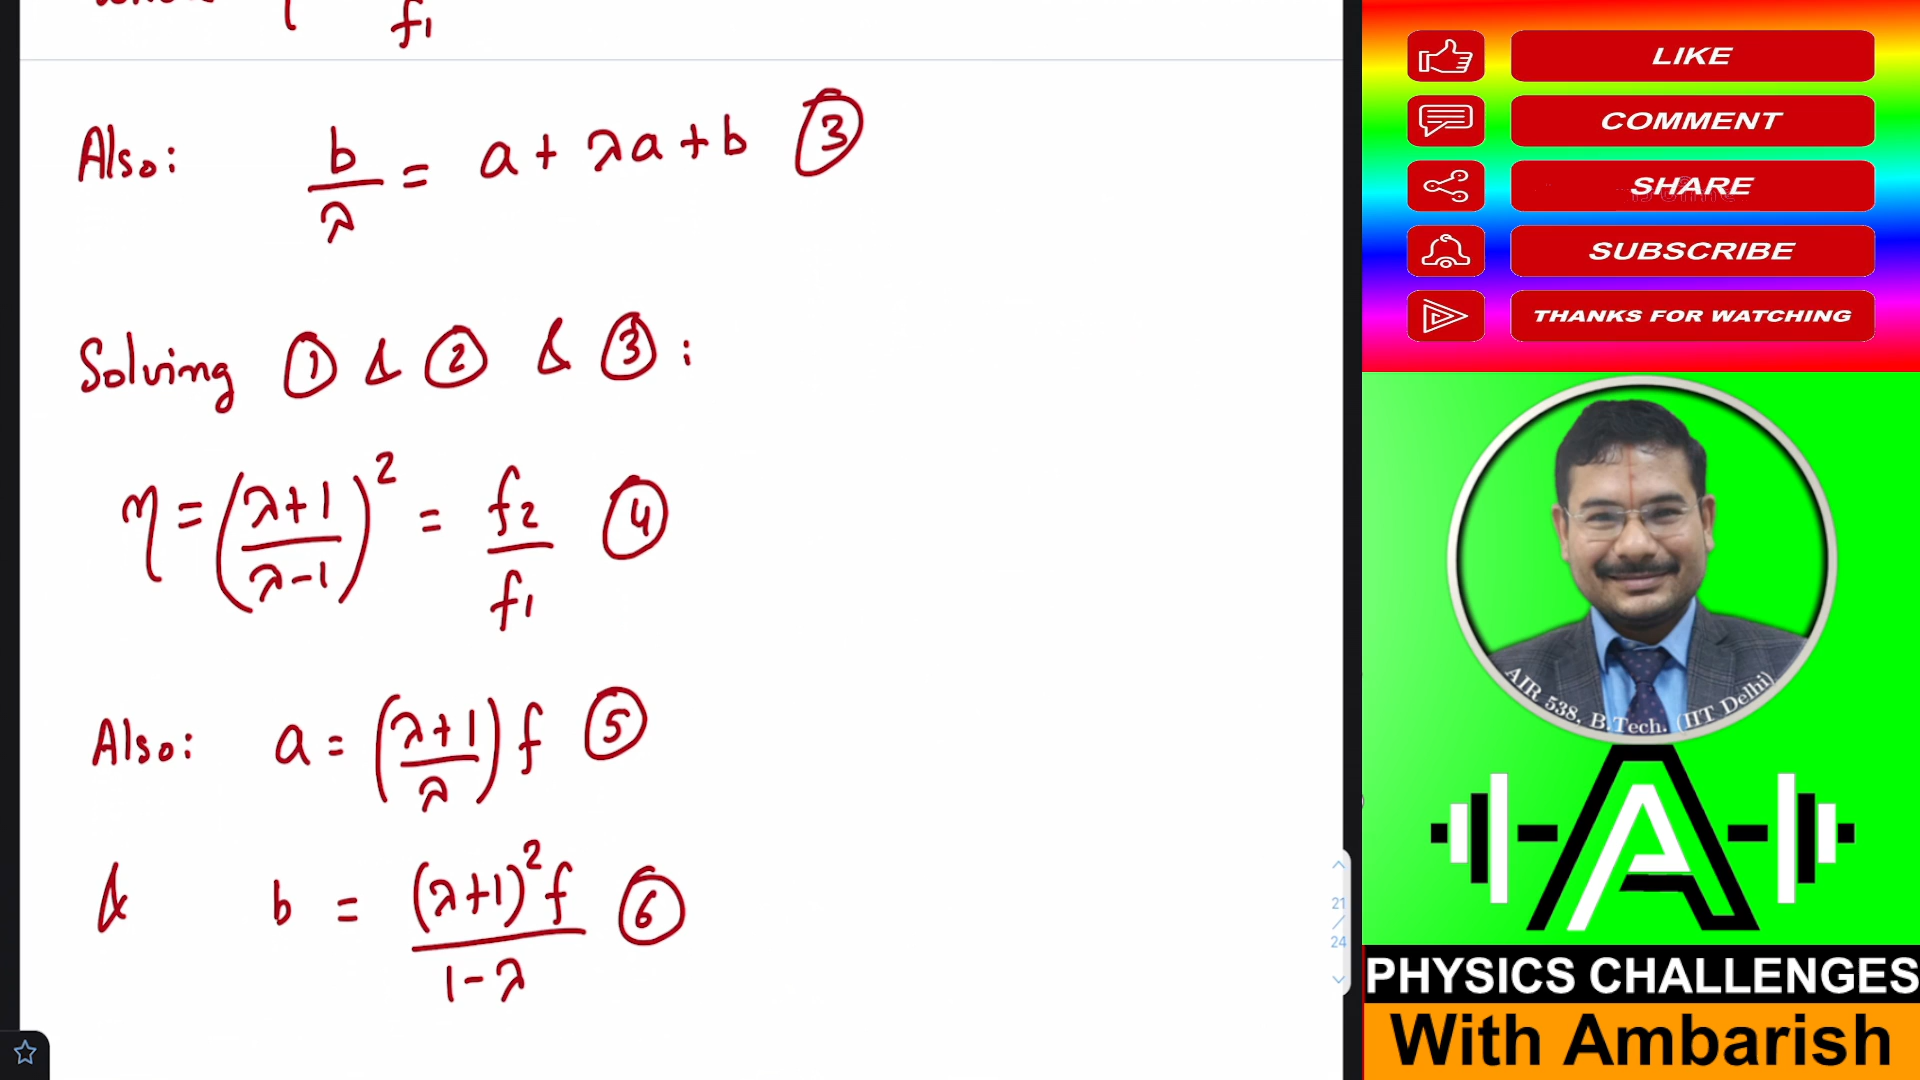 f₁
Also: b/λ = a + λa + b ③
Solving ① & ② & ③ :
η = ((λ+1)/(λ-1))² = f₂/f₁ ④
Also: a = ((λ+1)/λ) f ⑤
& b = (λ+1)² f/(1-λ) ⑥
21
/
24
LIKE
COMMENT
SHARE
SUBSCRIBE
THANKS FOR WATCHING
AIR 538, B.Tech. (IIT Delhi)
A
PHYSICS CHALLENGES
With Ambarish